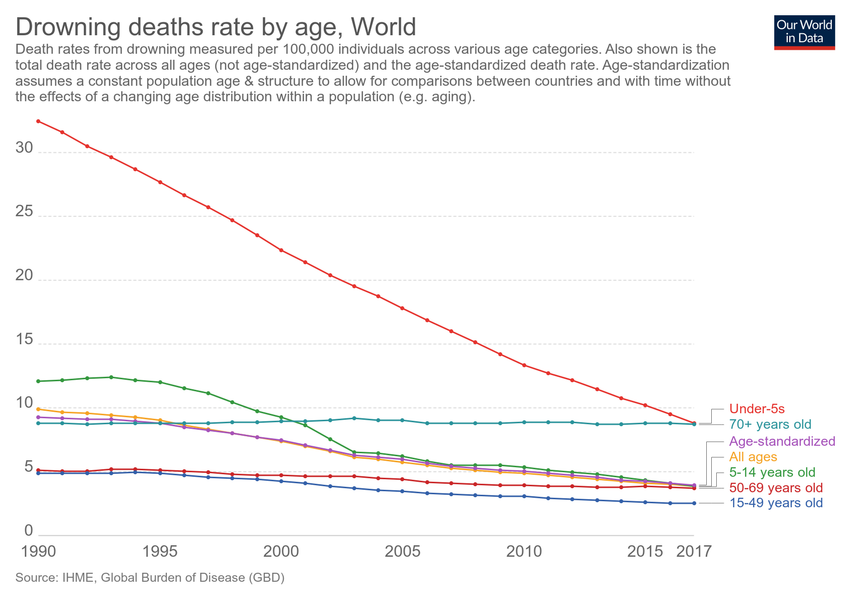 Drowning deaths rate by age, World
Our World
in Data
Death rates from drowning measured per 100,000 individuals across various age categories. Also shown is the
total death rate across all ages (not age-standardized) and the age-standardized death rate. Age-standardization
assumes a constant population age & structure to allow for comparisons between countries and with time without
the effects of a changing age distribution within a population (e.g. aging).
30
25
20
15
10
5
0
Under-5s
70+ years old
Age-standardized
All ages
5-14 years old
50-69 years old
15-49 years old
1990
1995
2000
2005
2010
2015
2017
Source: IHME, Global Burden of Disease (GBD)